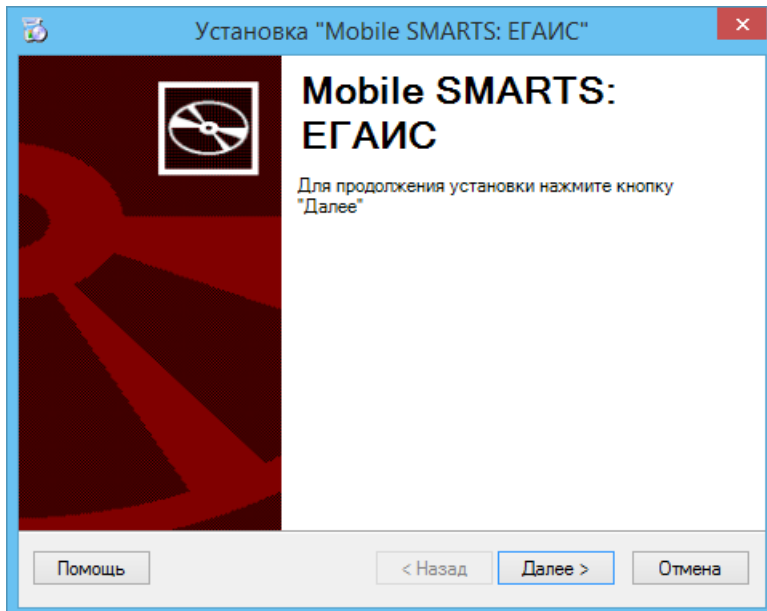 Установка "Mobile SMARTS: ЕГАИС"
Mobile SMARTS:
ЕГАИС
Для продолжения установки нажмите кнопку
"Далее"
Помощь
< Назад
Далее >
Отмена